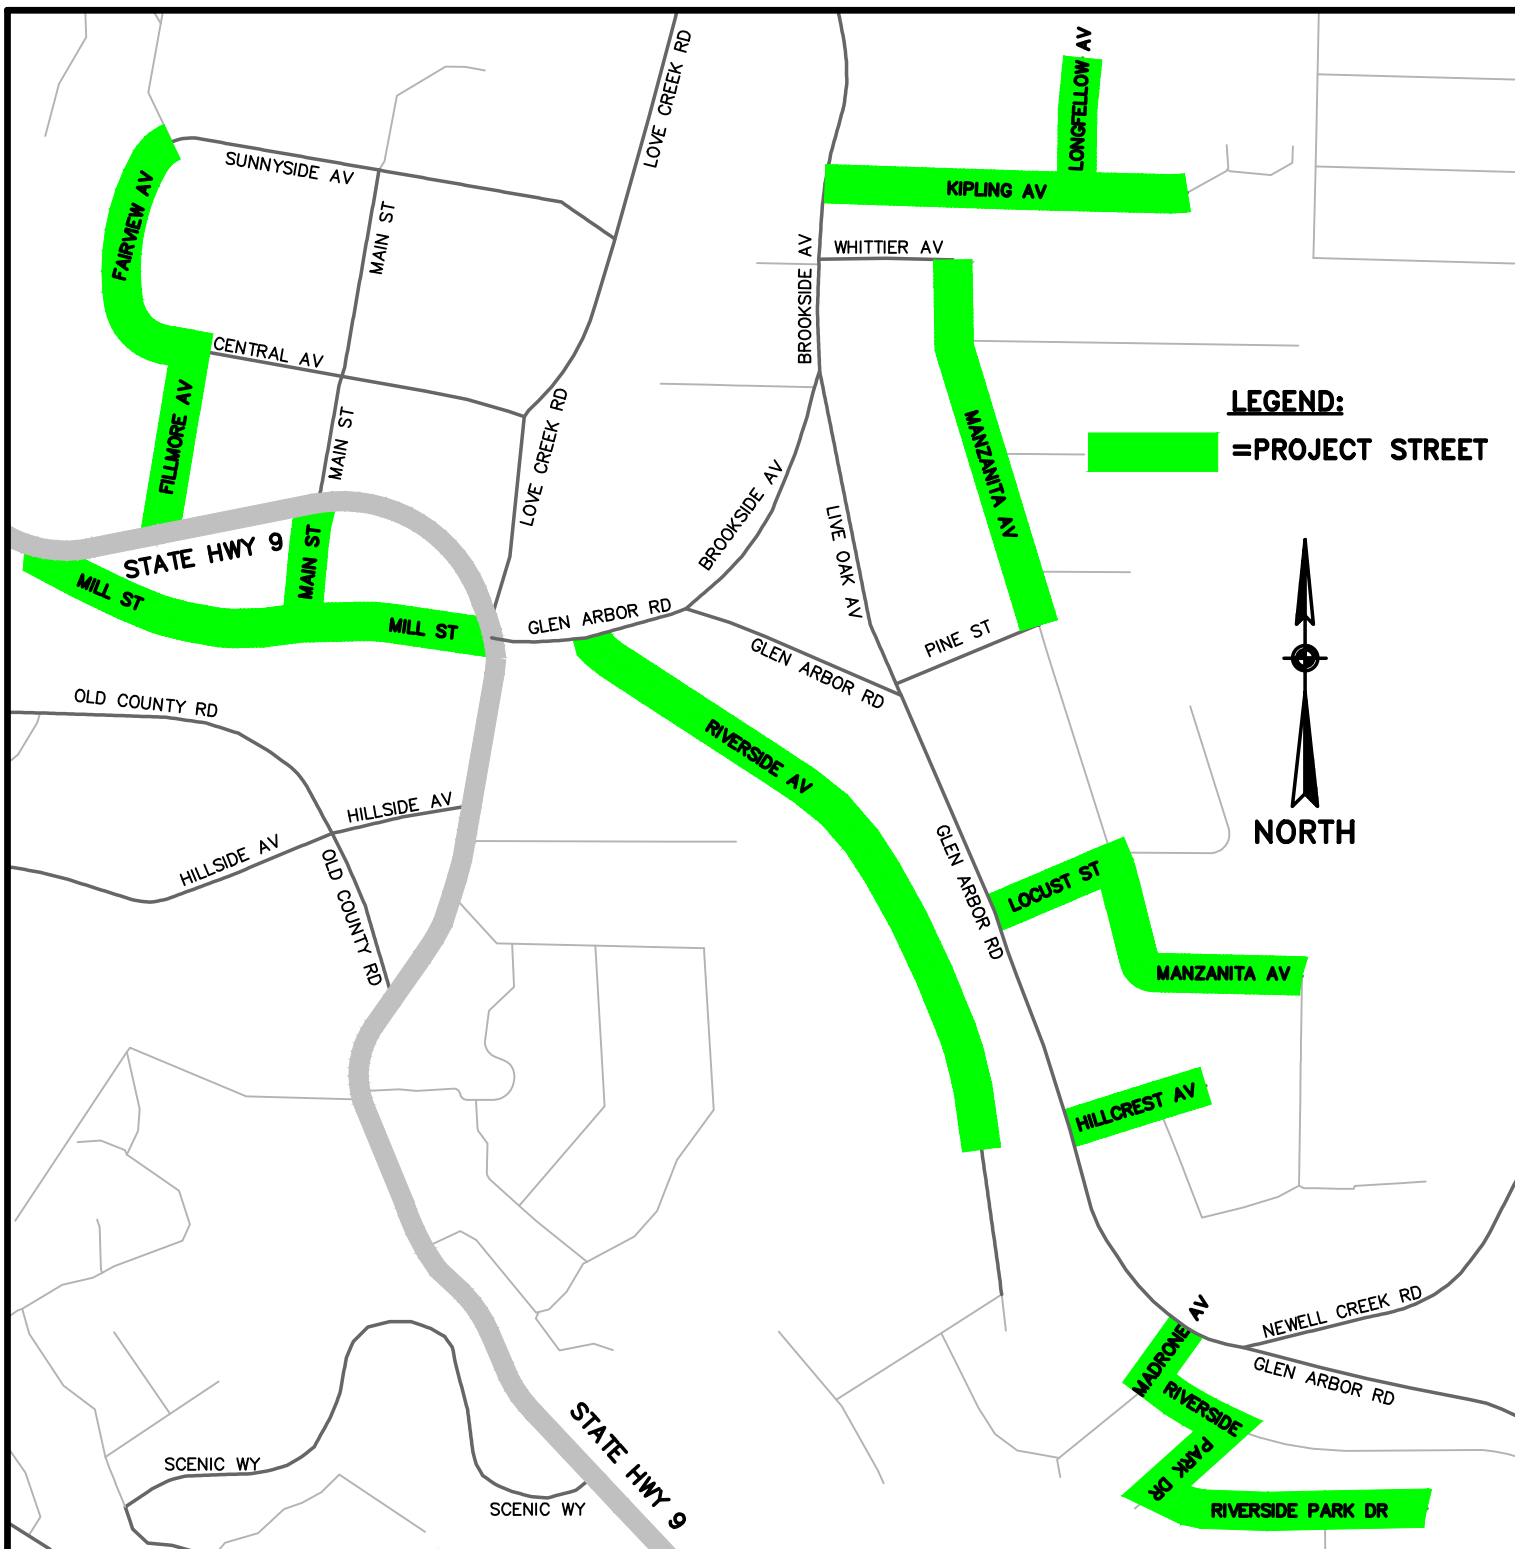 LONGFELLOW AV
LOVE CREEK RD
SUNNYSIDE AV
KIPLING AV
FAIRVIEW AV
MAIN ST
WHITTIER AV
BROOKSIDE AV
CENTRAL AV
LEGEND:
=PROJECT STREET
FILLMORE AV
MAIN ST
LOVE CREEK RD
MANZANITA AV
BROOKSIDE AV
LIVE OAK AV
STATE HWY 9
MAIN ST
MILL ST
MILL ST
GLEN ARBOR RD
PINE ST
GLEN ARBOR RD
OLD COUNTY RD
RIVERSIDE AV
HILLSIDE AV
HILLSIDE AV
OLD COUNTY RD
NORTH
GLEN ARBOR RD
LOCUST ST
MANZANITA AV
HILLCREST AV
MADRONE AV
NEWELL CREEK RD
GLEN ARBOR RD
RIVERSIDE
PARK DR
STATE HWY 9
SCENIC WY
SCENIC WY
RIVERSIDE PARK DR